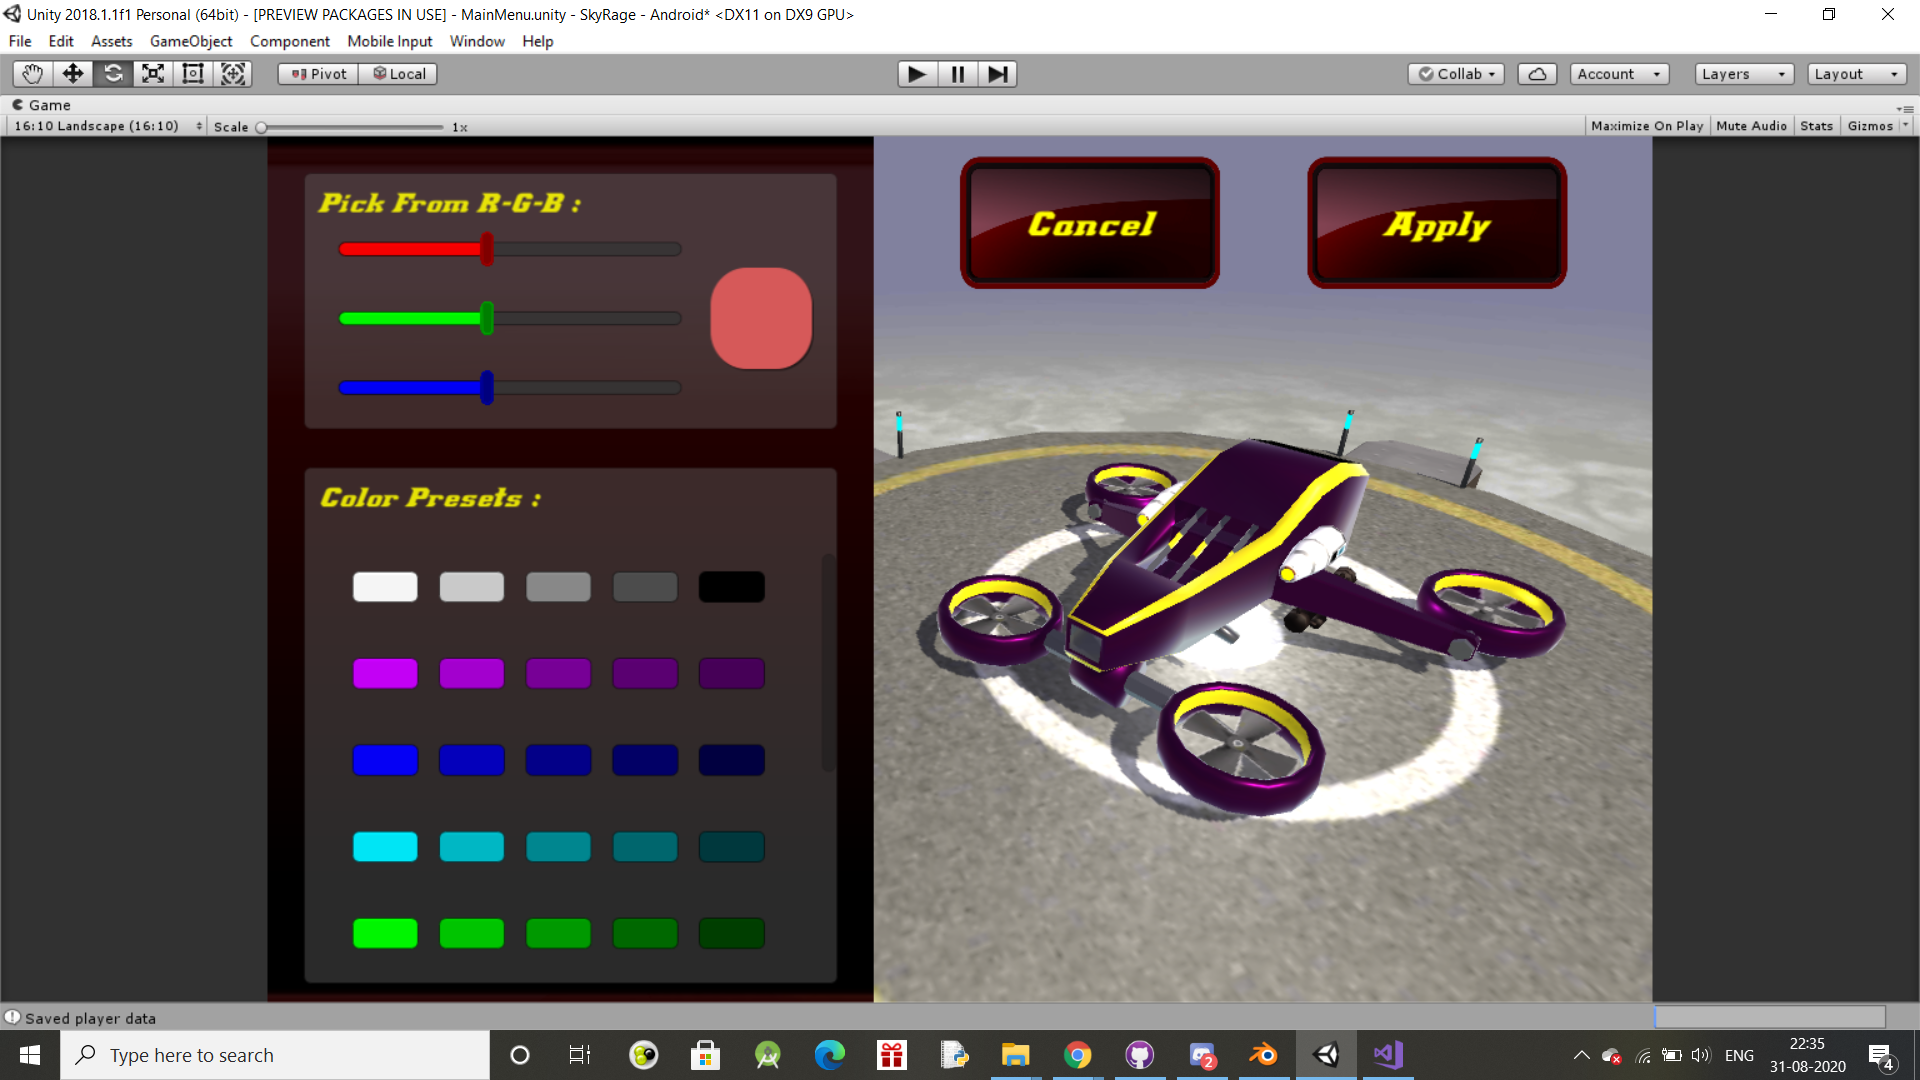 Unity 2018.1.1f1 Personal (64bit) - [PREVIEW PACKAGES IN USE] - MainMenu.unity - SkyRage - Android* <DX11 on DX9 GPU>
File Edit Assets GameObject Component Mobile Input Window Help
Pivot Local Collab Account Layers Layout
Game
16:10 Landscape (16:10) Scale 1x Maximize On Play Mute Audio Stats Gizmos
Pick From R-G-B :
Cancel
Apply
Color Presets :
Saved player data
Type here to search
2
ENG
22:35
31-08-2020
4